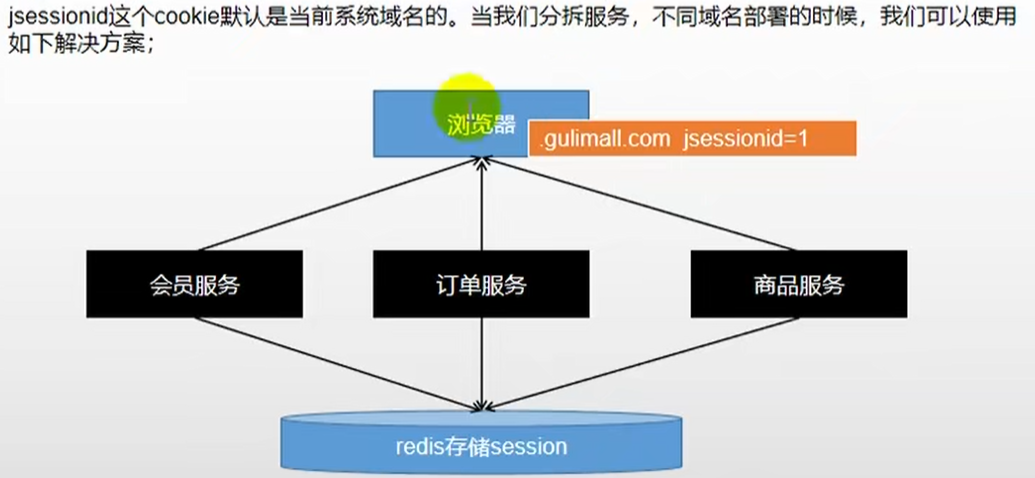 jsessionid这个cookie默认是当前系统域名的。当我们分拆服务，不同域名部署的时候，我们可以使用
如下解决方案；
浏览器
.gulimall.com jsessionid=1
会员服务
订单服务
商品服务
redis存储session